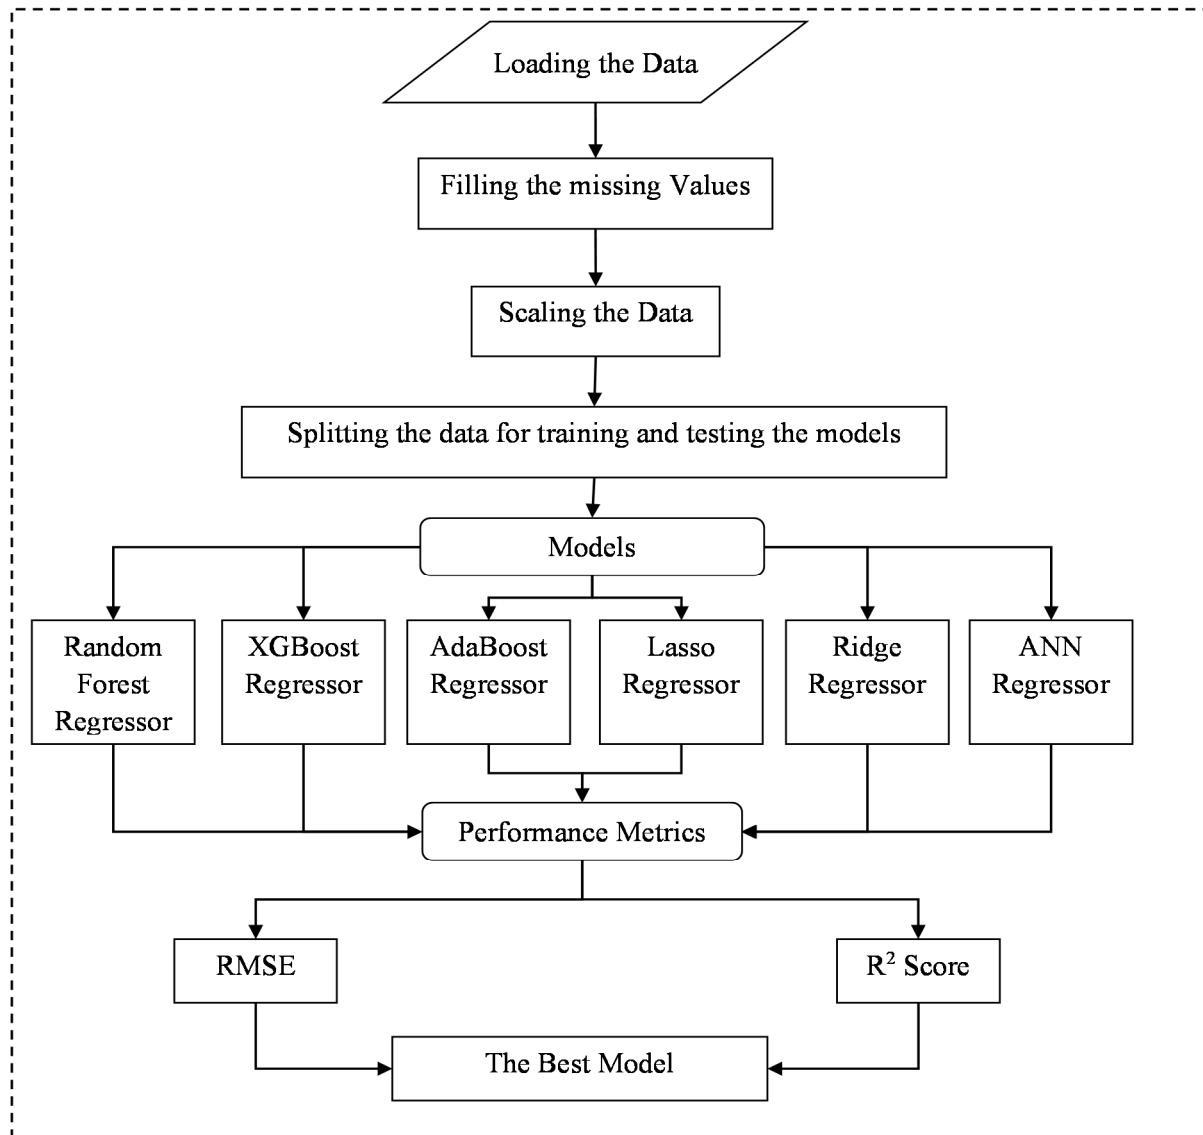 Loading the Data
Filling the missing Values
Scaling the Data
Splitting the data for training and testing the models
Models
Random
Forest
Regressor
XGBoost
Regressor
AdaBoost
Regressor
Lasso
Regressor
Ridge
Regressor
ANN
Regressor
Performance Metrics
RMSE
R² Score
The Best Model